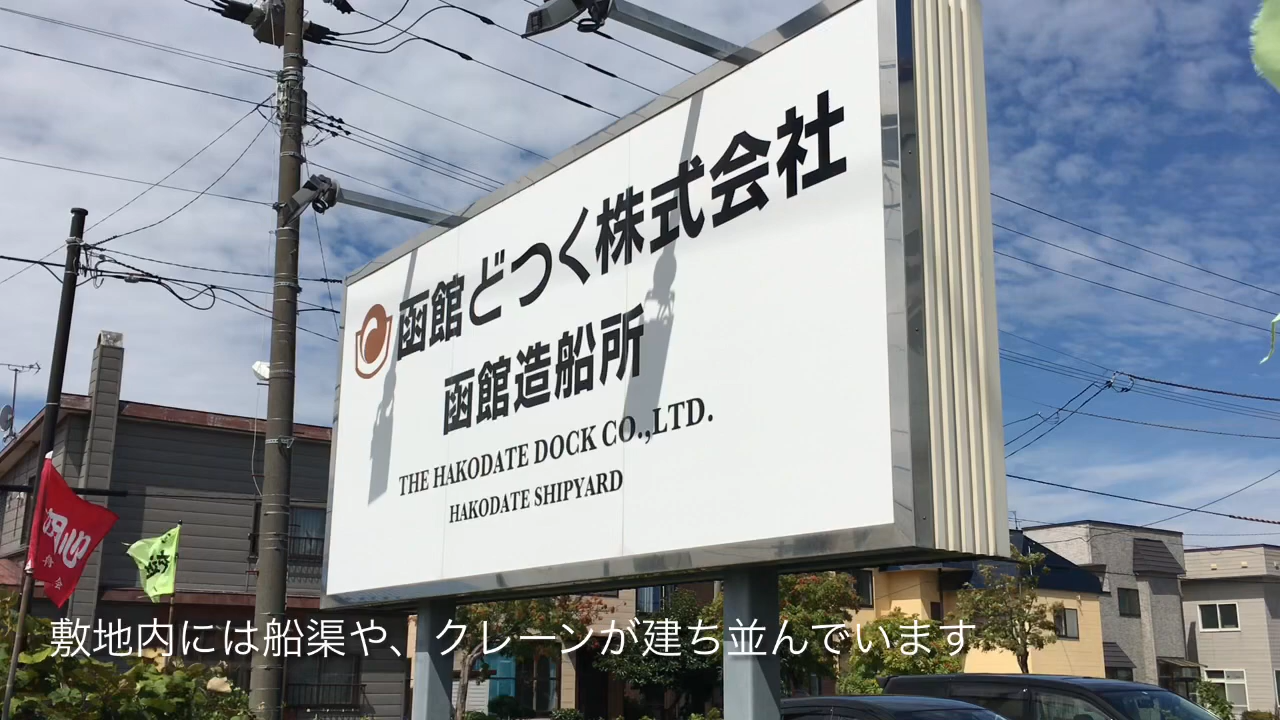 函館どつく株式会社
函館造船所
THE HAKODATE DOCK CO.,LTD.
HAKODATE SHIPYARD
敷地内には船渠や、クレーンが建ち並んでいます